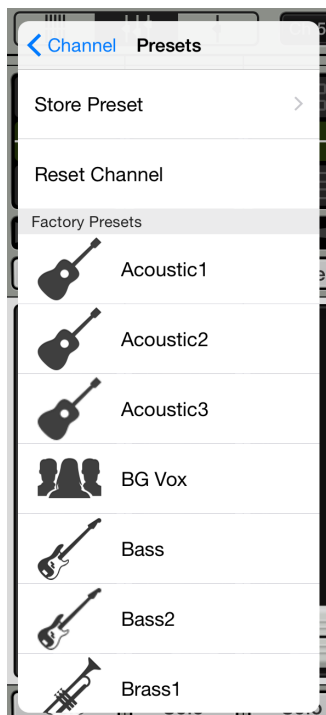 Channel Presets
Store Preset
Reset Channel
Factory Presets
Acoustic1
Acoustic2
Acoustic3
BG Vox
Bass
Bass2
Brass1